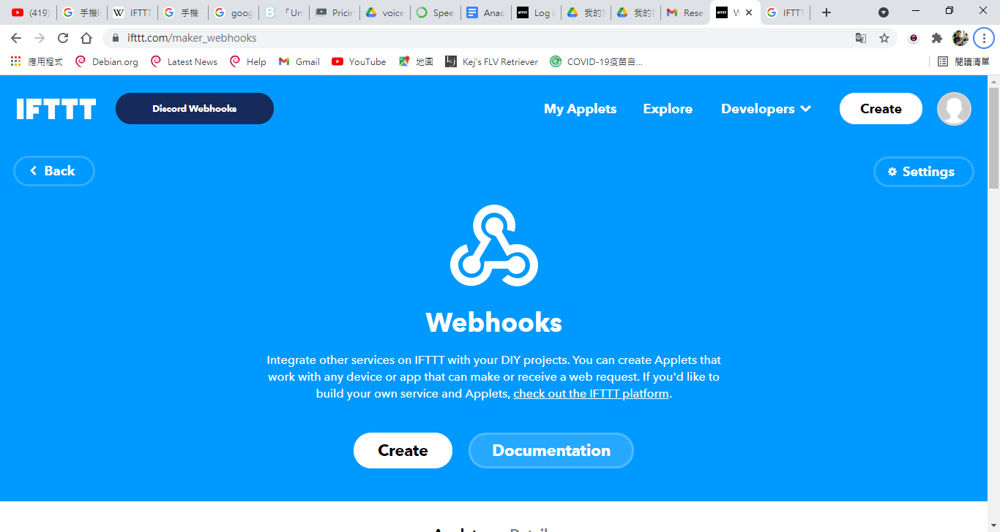 (419)
手機
IFTTT
手機
goog
「Un
Pricin
voice
Spee
Anac
Log i
我的
我的
Rese
W
IFTTT
ifttt.com/maker_webhooks
應用程式
Debian.org
Latest News
Help
Gmail
YouTube
地圖
Kej's FLV Retriever
COVID-19疫苗自...
閱讀清單
IFTTT
Discord Webhooks
My Applets
Explore
Developers
Create
Back
Settings
Webhooks
Integrate other services on IFTTT with your DIY projects. You can create Applets that
work with any device or app that can make or receive a web request. If you'd like to
build your own service and Applets, check out the IFTTT platform.
Create
Documentation